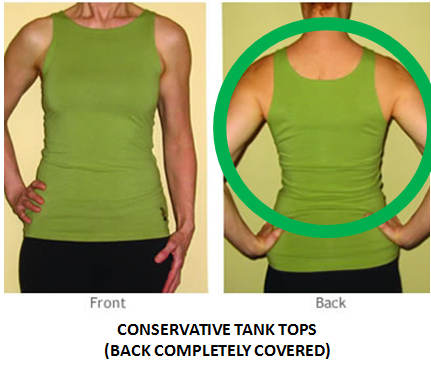 Front
Back
CONSERVATIVE TANK TOPS
(BACK COMPLETELY COVERED)